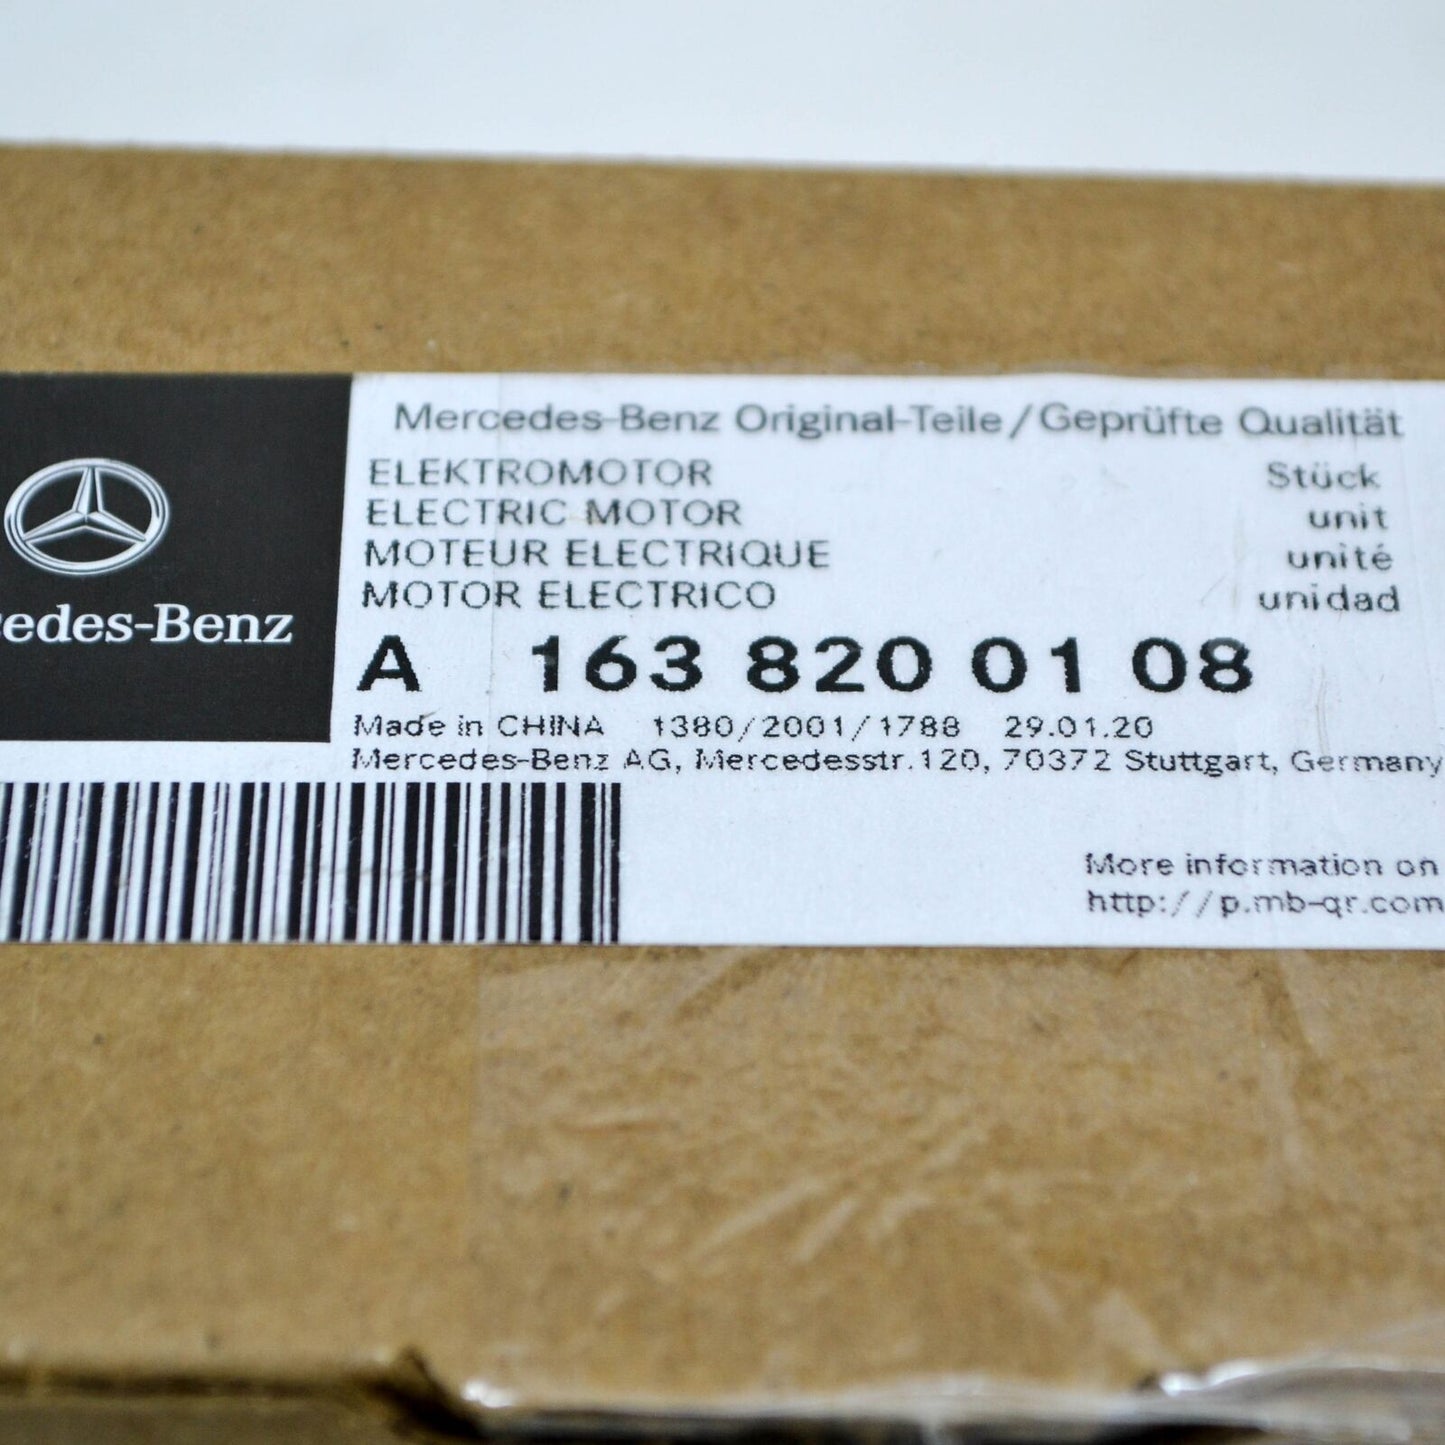 Mercedes-Benz Original-Teile/Geprüfte Qualität
ELEKTROMOTOR Stück
ELECTRIC MOTOR unit
MOTEUR ELECTRIQUE unité
MOTOR ELECTRICO unidad
cedes-Benz
A 163 820 01 08
Made in CHINA 1380/2001/1788 29.01.20
Mercedes-Benz AG, Mercedesstr.120, 70372 Stuttgart, Germany
More information on
http://p.mb-qr.com